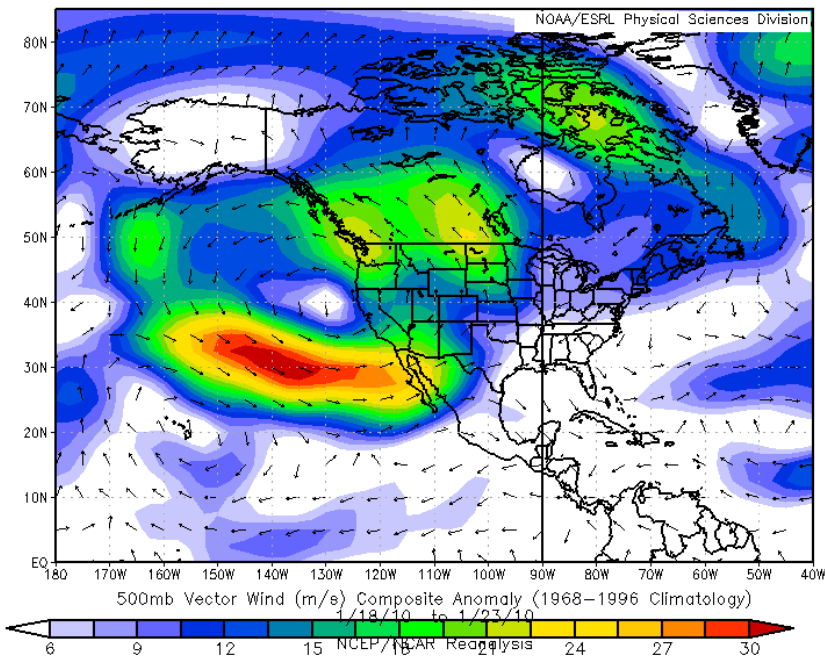 NOAA/ESRL Physical Sciences Division
80N
70N
60N
50N
40N
30N
20N
10N
EQ
180 170W 160W 150W 140W 130W 120W 110W 100W 90W 80W 70W 60W 50W 40W
500mb Vector Wind (m/s) Composite Anomaly (1968-1996 Climatology)
1/18/10 to 1/23/10
NCEP/NCAR Reanalysis
6 9 12 15 18 21 24 27 30